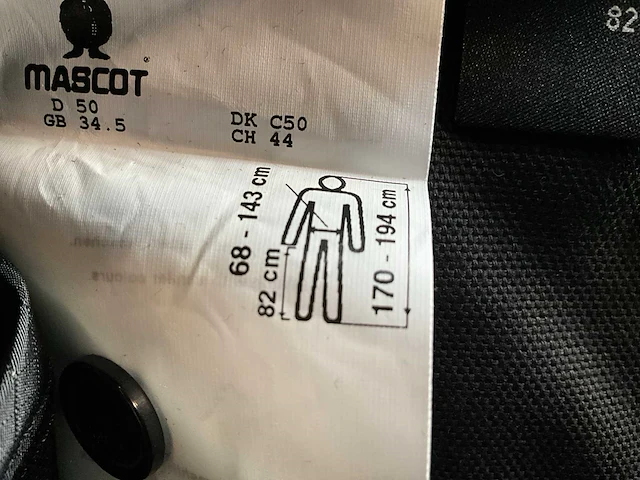 82
MASCOT®
D 50
GB 34.5
DK C50
CH 44
68 - 143 cm
82 cm
170 - 194 cm